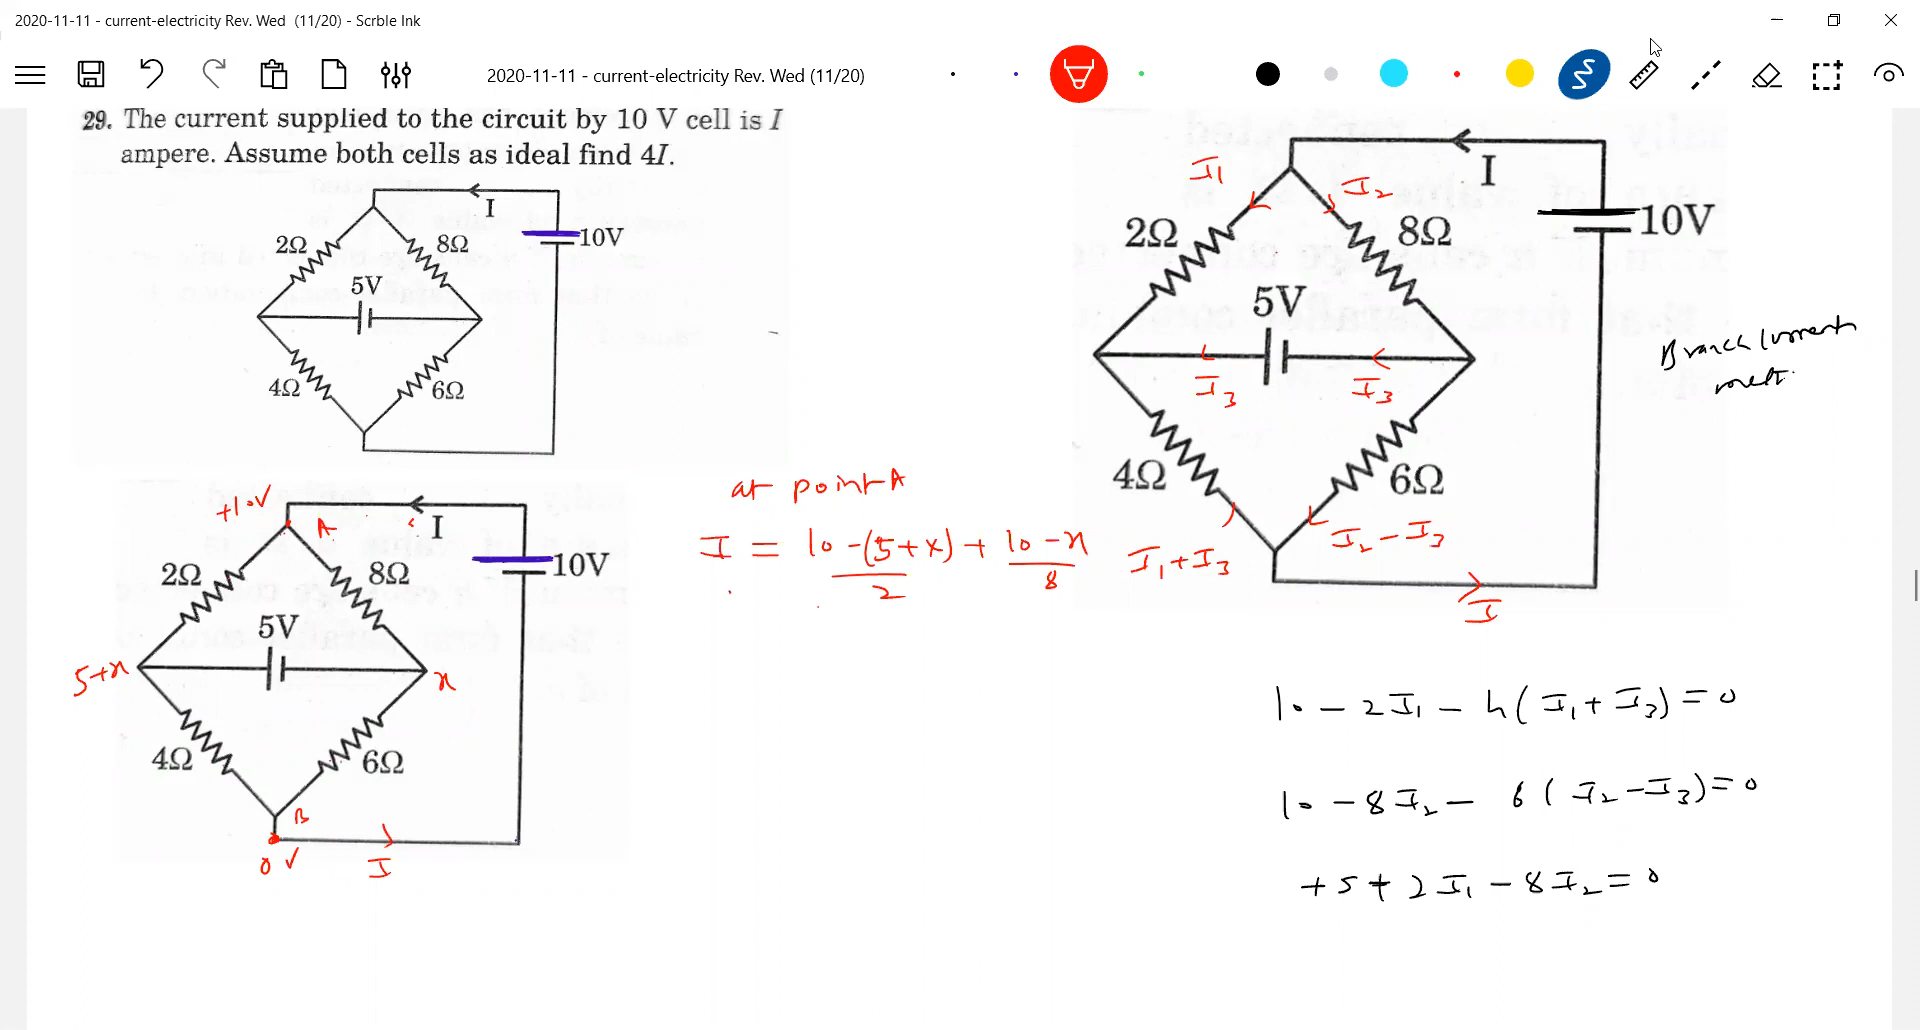 2020-11-11 - current-electricity Rev. Wed (11/20) - Scrble Ink
2020-11-11 - current-electricity Rev. Wed (11/20)
29. The current supplied to the circuit by 10 V cell is I
ampere. Assume both cells as ideal find 4I.
I
2Ω
8Ω
10V
5V
4Ω
6Ω
I1
I2
I
2Ω
8Ω
10V
5V
I3
I3
Branch Current
4Ω
6Ω
I1+I3
I2-I3
I
+10V
A
I
2Ω
8Ω
10V
5V
5+x
x
4Ω
6Ω
B
0V
I
at point A
I = 10-(5+x)/2 + 10-x/8
10 - 2I1 - 4(I1+I3) = 0
10 - 8I2 - 6(I2-I3) = 0
+5 + 2I1 - 8I2 = 0